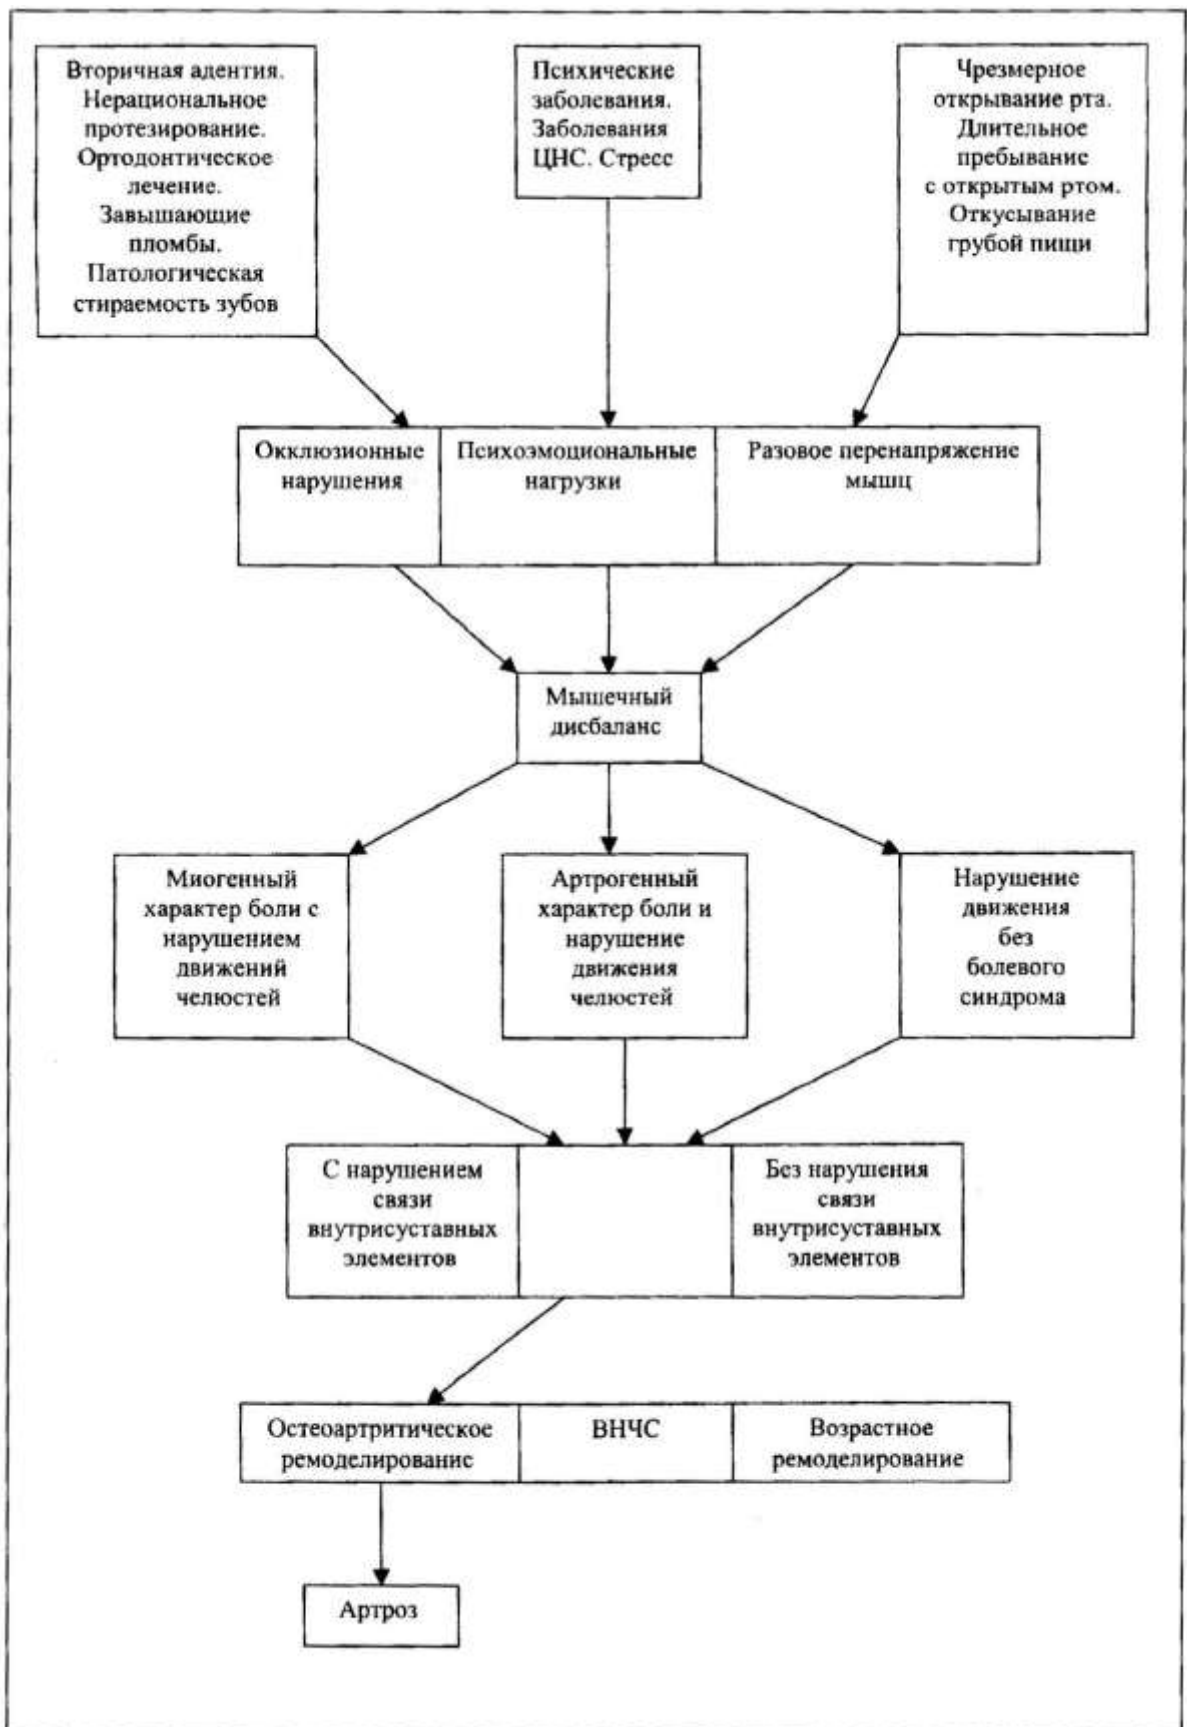 Вторичная адентия.
Нерациональное
протезирование.
Ортодонтическое
лечение.
Завышающие
пломбы.
Патологическая
стираемость зубов
Психические
заболевания.
Заболевания
ЦНС. Стресс
Чрезмерное
открывание рта.
Длительное
пребывание
с открытым ртом.
Откусывание
грубой пищи
Окклюзионные
нарушения
Психоэмоциональные
нагрузки
Разовое перенапряжение
мышц
Мышечный
дисбаланс
Миогенный
характер боли с
нарушением
движений
челюстей
Артрогенный
характер боли и
нарушение
движения
челюстей
Нарушение
движения
без
болевого
синдрома
С нарушением
связи
внутрисуставных
элементов
Без нарушения
связи
внутрисуставных
элементов
Остеоартритическое
ремоделирование
ВНЧС
Возрастное
ремоделирование
Артроз